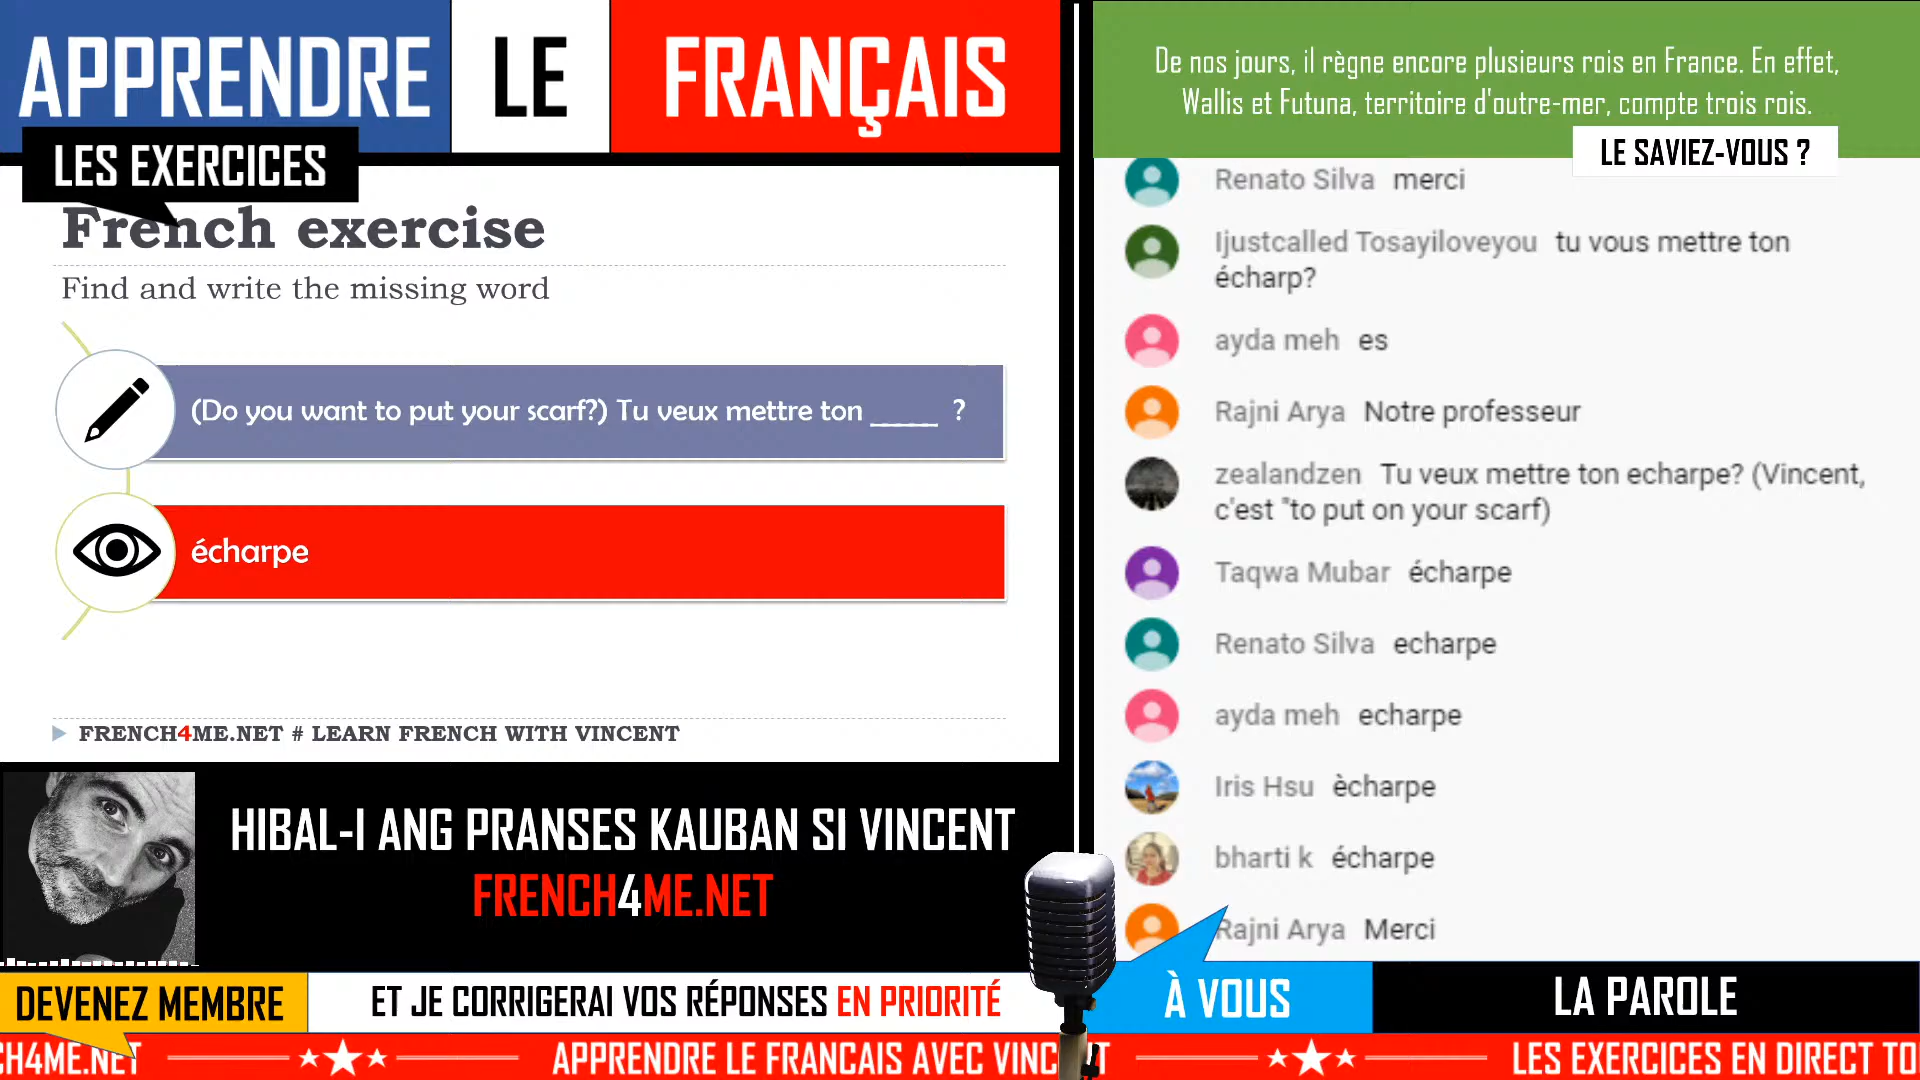 APPRENDRE LE FRANÇAIS
LES EXERCICES
French exercise
Find and write the missing word
(Do you want to put your scarf?) Tu veux mettre ton _____ ?
écharpe
FRENCH4ME.NET # LEARN FRENCH WITH VINCENT
HIBAL-I ANG PRANSES KAUBAN SI VINCENT
FRENCH4ME.NET
DEVENEZ MEMBRE
ET JE CORRIGERAI VOS RÉPONSES EN PRIORITÉ
De nos jours, il règne encore plusieurs rois en France. En effet,
Wallis et Futuna, territoire d'outre-mer, compte trois rois.
LE SAVIEZ-VOUS ?
Renato Silva merci
Ijustcalled Tosayiloveyou tu vous mettre ton
écharp?
ayda meh es
Rajni Arya Notre professeur
zealandzen Tu veux mettre ton echarpe? (Vincent,
c'est "to put on your scarf)
Taqwa Mubar écharpe
Renato Silva echarpe
ayda meh echarpe
Iris Hsu ècharpe
bharti k écharpe
Rajni Arya Merci
À VOUS LA PAROLE
CH4ME.NET APPRENDRE LE FRANCAIS AVEC VINC T LES EXERCICES EN DIRECT TO